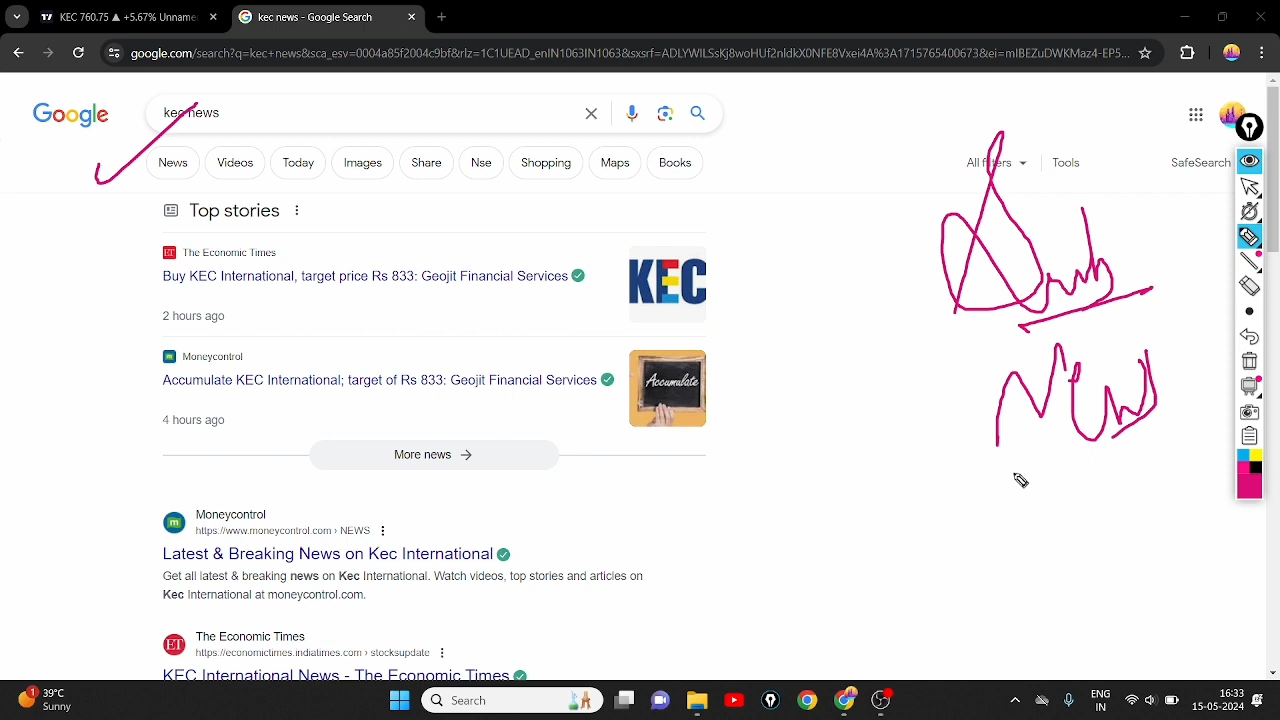 KEC 760.75 ▲ +5.67% Unname
kec news - Google Search
google.com/search?q=kec+news&sca_esv=0004a85f2004c9bf&rlz=1C1UEAD_enIN1063IN1063&sxsrf=ADLYWILSsKj8woHUf2nIdkX0NFE8Vxei4A%3A1715765400673&ei=mIBEZuDWKMaz4-EP5...
Google
kec news
News
Videos
Today
Images
Share
Nse
Shopping
Maps
Books
All filters
Tools
SafeSearch
Top stories
ET The Economic Times
Buy KEC International, target price Rs 833: Geojit Financial Services
KEC
2 hours ago
m Moneycontrol
Accumulate KEC International; target of Rs 833: Geojit Financial Services
Accumulate
4 hours ago
More news →
m Moneycontrol
https://www.moneycontrol.com › NEWS
Latest & Breaking News on Kec International
Get all latest & breaking news on Kec International. Watch videos, top stories and articles on
Kec International at moneycontrol.com.
ET The Economic Times
https://economictimes.indiatimes.com › stocksupdate
KEC International News - The Economic Times
1
39°C
Sunny
Search
ENG
IN
16:33
15-05-2024